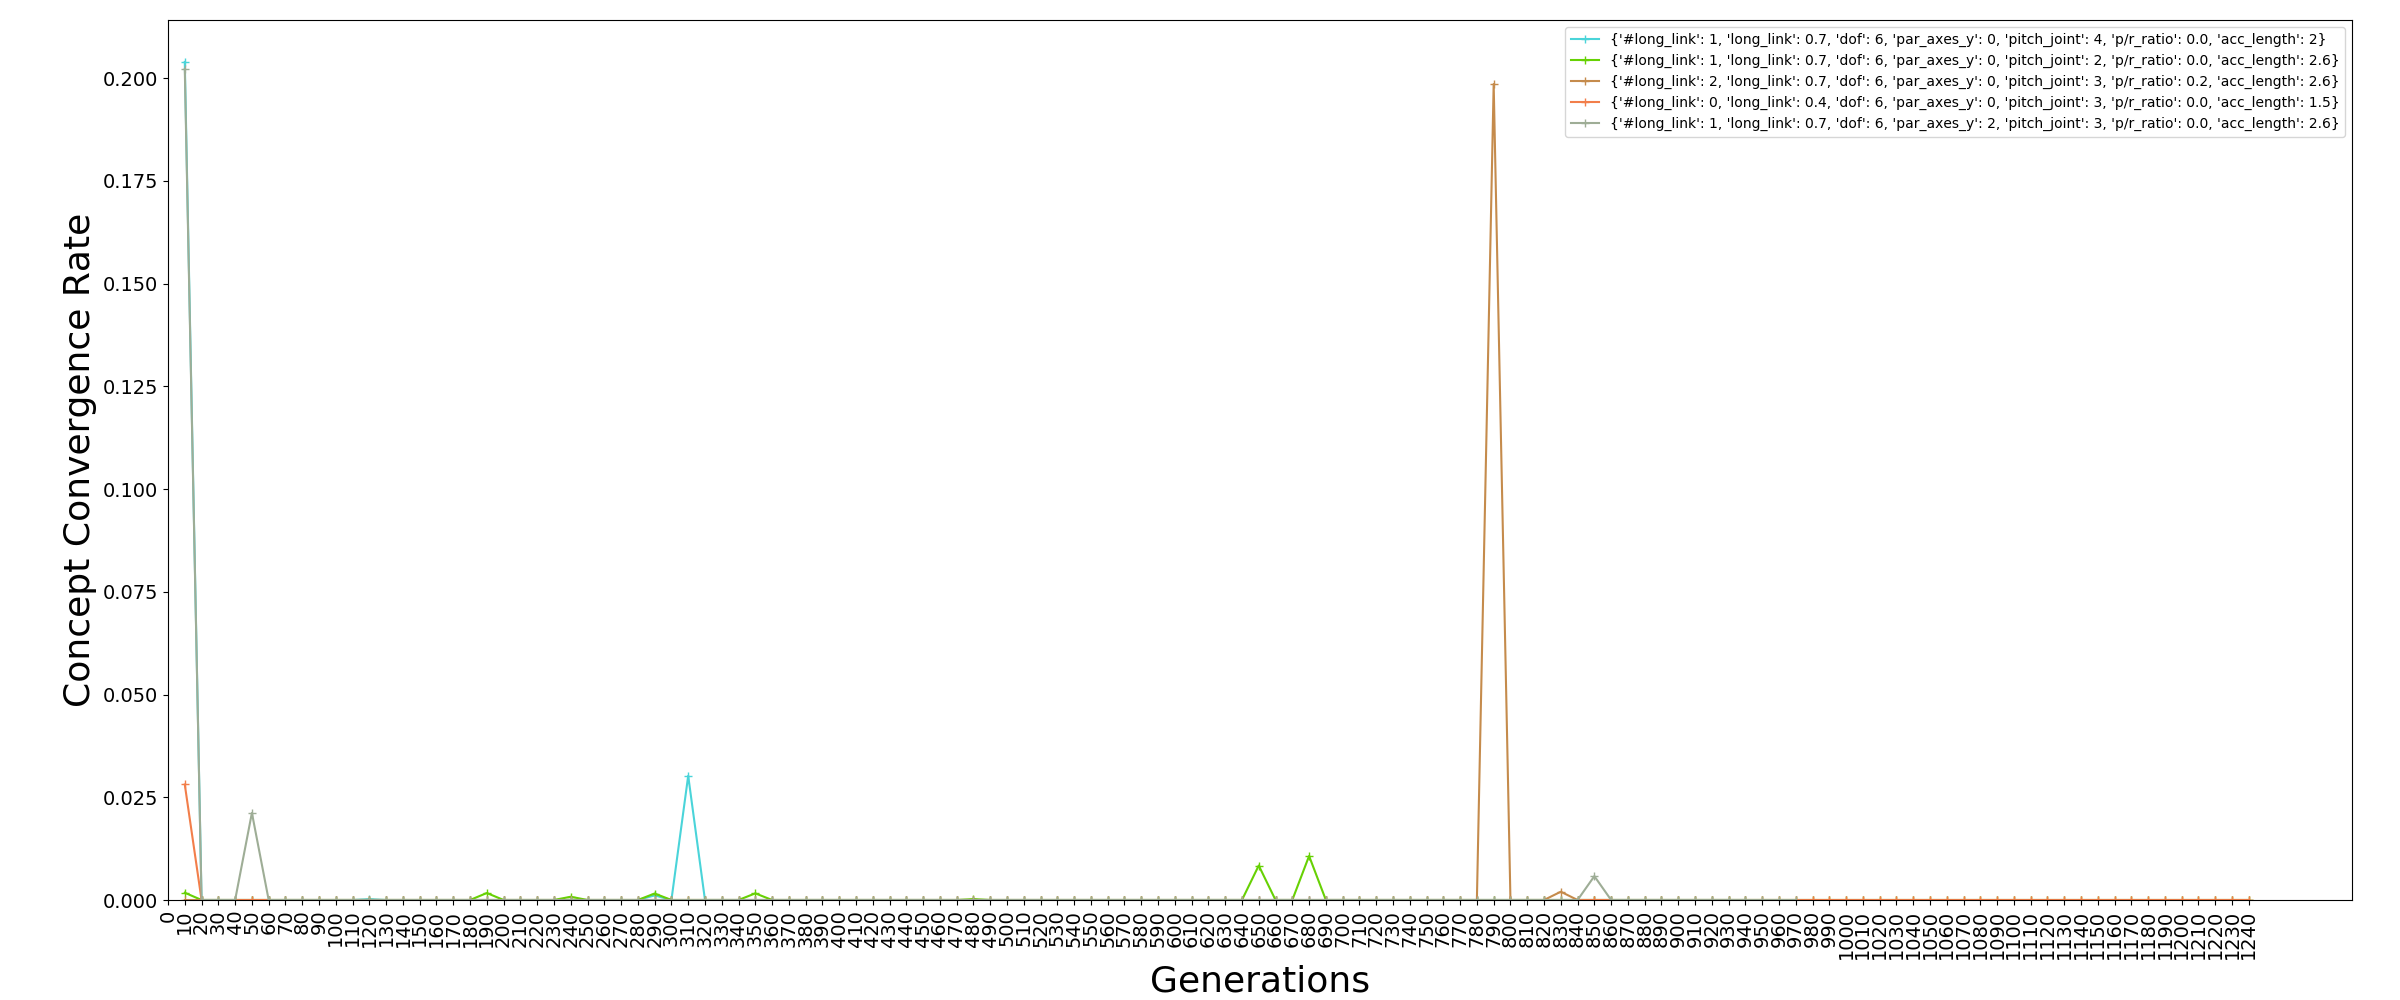 Concept Convergence Rate
0.200
0.175
0.150
0.125
0.100
0.075
0.050
0.025
0.000
{'#long_link': 1, 'long_link': 0.7, 'dof': 6, 'par_axes_y': 0, 'pitch_joint': 4, 'p/r_ratio': 0.0, 'acc_length': 2}
{'#long_link': 1, 'long_link': 0.7, 'dof': 6, 'par_axes_y': 0, 'pitch_joint': 2, 'p/r_ratio': 0.0, 'acc_length': 2.6}
{'#long_link': 2, 'long_link': 0.7, 'dof': 6, 'par_axes_y': 0, 'pitch_joint': 3, 'p/r_ratio': 0.2, 'acc_length': 2.6}
{'#long_link': 0, 'long_link': 0.4, 'dof': 6, 'par_axes_y': 0, 'pitch_joint': 3, 'p/r_ratio': 0.0, 'acc_length': 1.5}
{'#long_link': 1, 'long_link': 0.7, 'dof': 6, 'par_axes_y': 2, 'pitch_joint': 3, 'p/r_ratio': 0.0, 'acc_length': 2.6}
0 10 20 30 40 50 60 70 80 90 100 110 120 130 140 150 160 170 180 190 200 210 220 230 240 250 260 270 280 290 300 310 320 330 340 350 360 370 380 390 400 410 420 430 440 450 460 470 480 490 500 510 520 530 540 550 560 570 580 590 600 610 620 630 640 650 660 670 680 690 700 710 720 730 740 750 760 770 780 790 800 810 820 830 840 850 860 870 880 890 900 910 920 930 940 950 960 970 980 990 1000 1010 1020 1030 1040 1050 1060 1070 1080 1090 1100 1110 1120 1130 1140 1150 1160 1170 1180 1190 1200 1210 1220 1230 1240
Generations